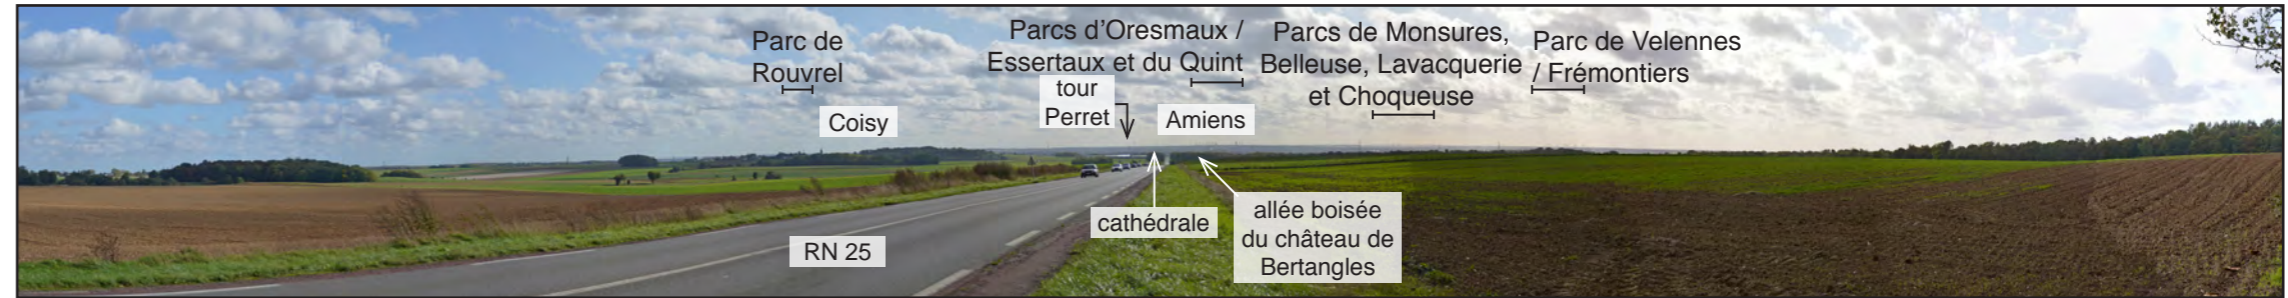 Parc de
Rouvrel
Parcs d'Oresmaux /
Essertaux et du Quint
Parcs de Monsures,
Belleuse, Lavacquerie
et Choqueuse
Parc de Velennes
/ Frémontiers
tour
Perret
Coisy
Amiens
cathédrale
allée boisée
du château de
Bertangles
RN 25